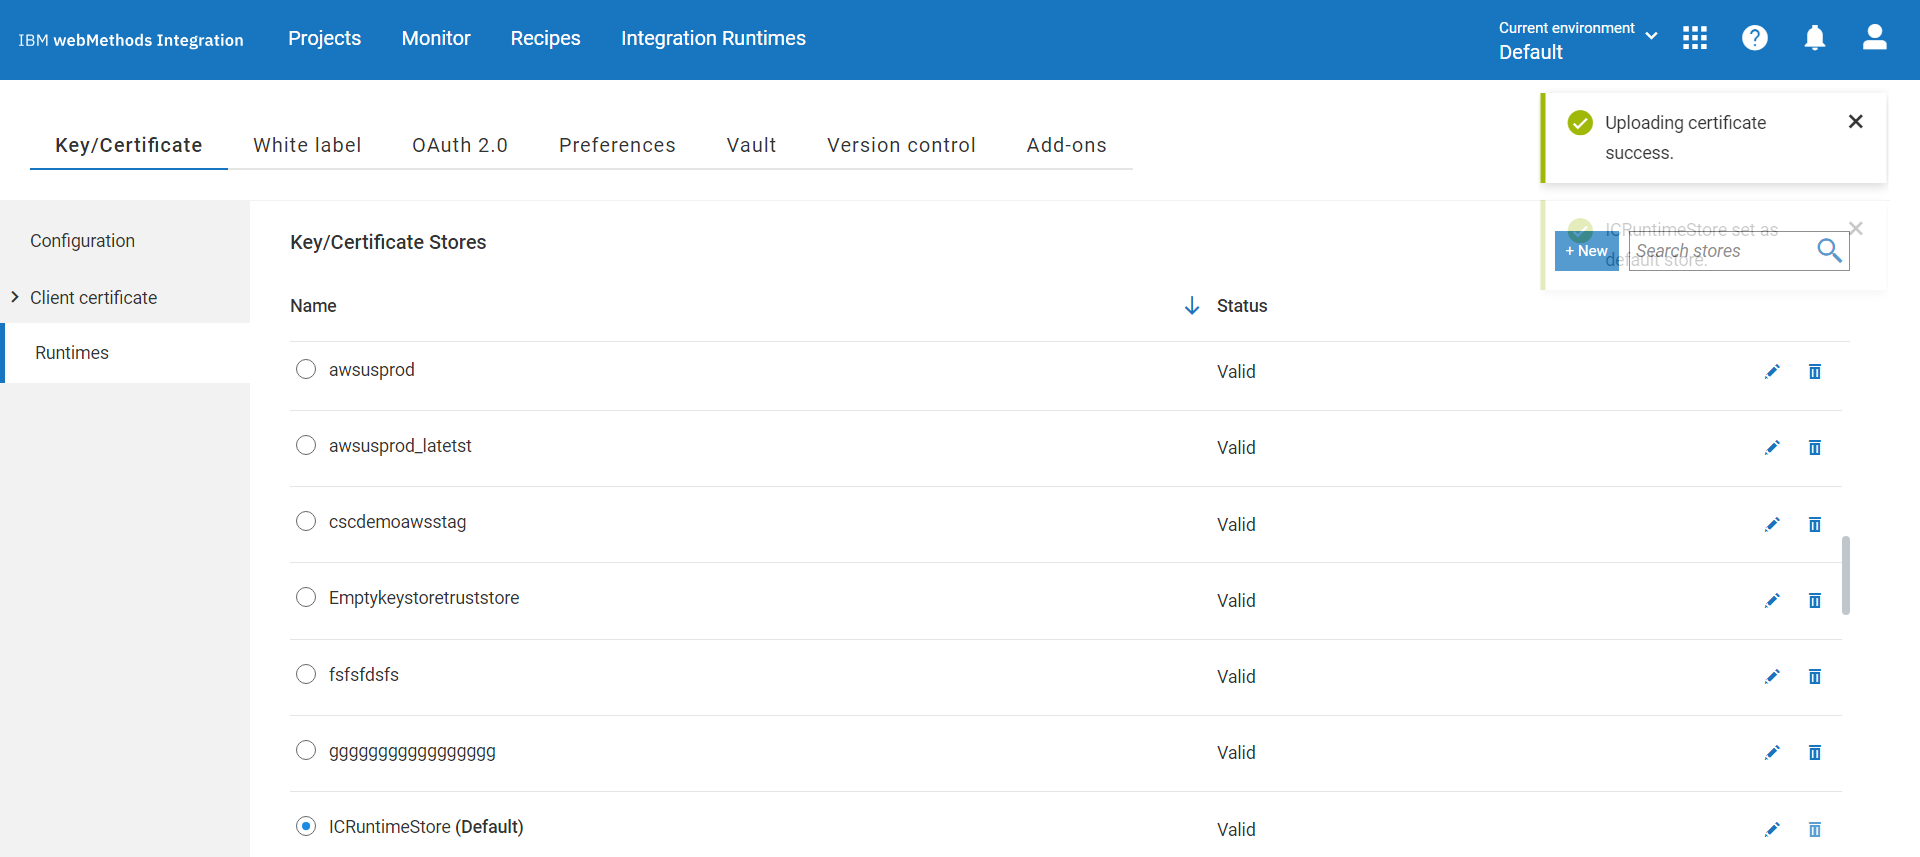 IBM webMethods Integration
Projects
Monitor
Recipes
Integration Runtimes
Current environment
Default
Key/Certificate
White label
OAuth 2.0
Preferences
Vault
Version control
Add-ons
Uploading certificate
success.
Configuration
Client certificate
Runtimes
Key/Certificate Stores
ICRuntimeStore set as
default store.
+ New
Search stores
Name
Status
awsusprod
Valid
awsusprod_latetst
Valid
cscdemoawsstag
Valid
Emptykeystoretruststore
Valid
fsfsfdsfs
Valid
ggggggggggggggggg
Valid
ICRuntimeStore (Default)
Valid